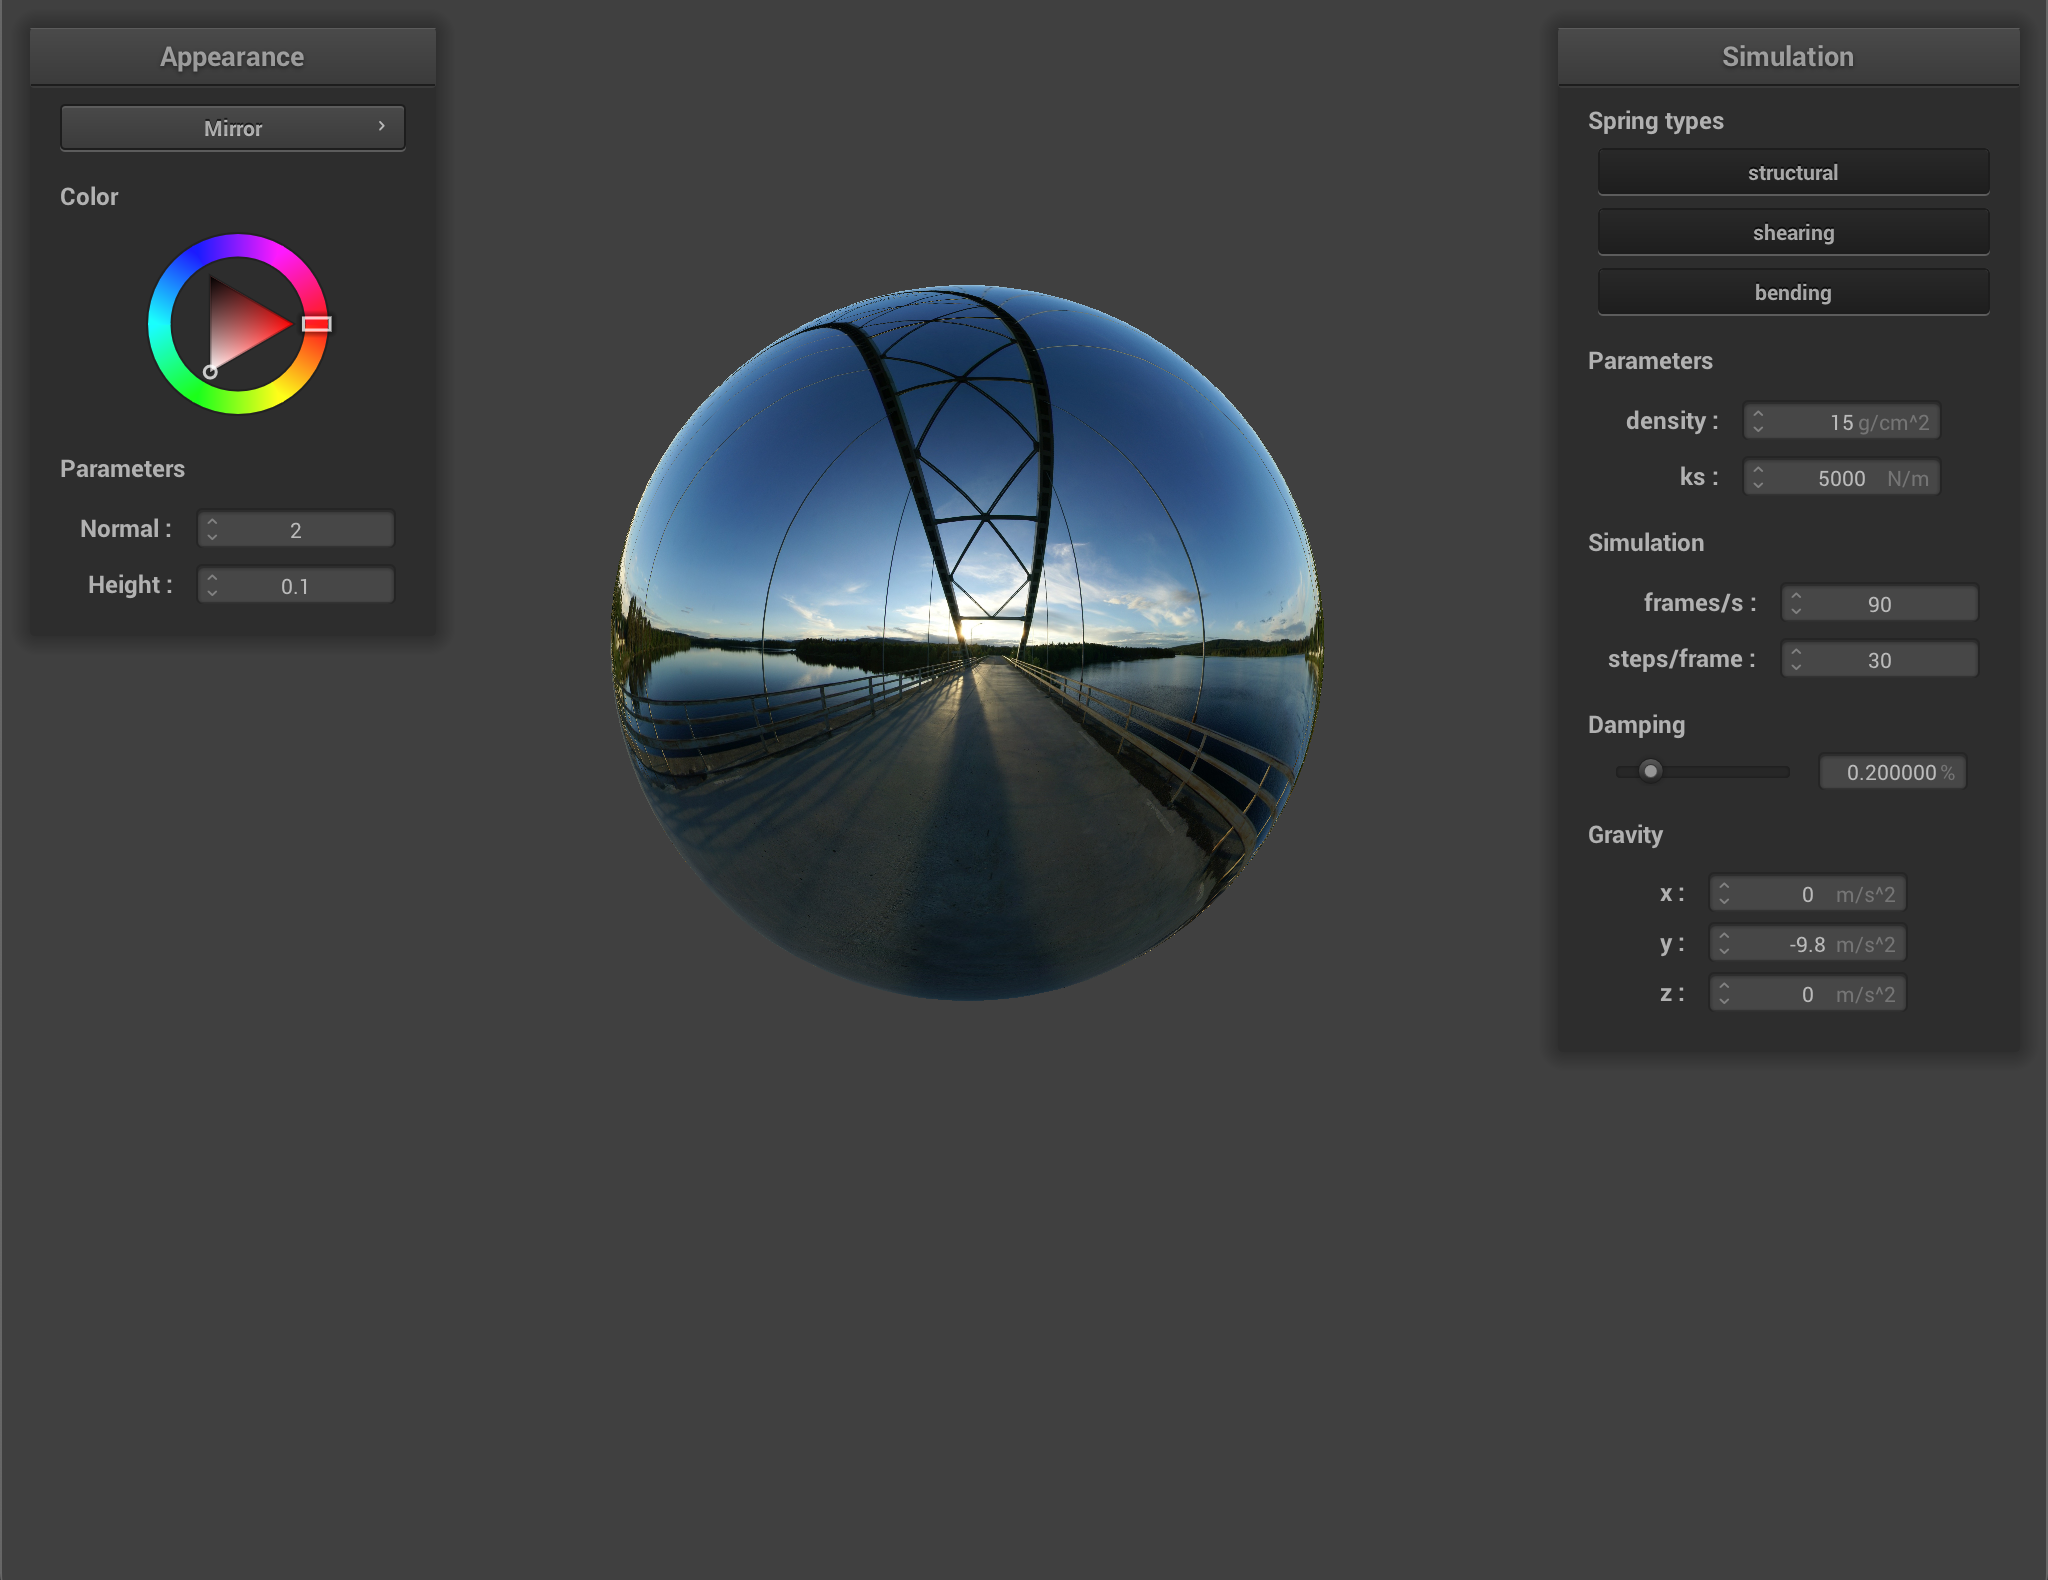 Appearance
Mirror
Color
Parameters
Normal : 2
Height : 0.1
Simulation
Spring types
structural
shearing
bending
Parameters
density : 15 g/cm^2
ks : 5000 N/m
Simulation
frames/s : 90
steps/frame : 30
Damping
0.200000 %
Gravity
x : 0 m/s^2
y : -9.8 m/s^2
z : 0 m/s^2